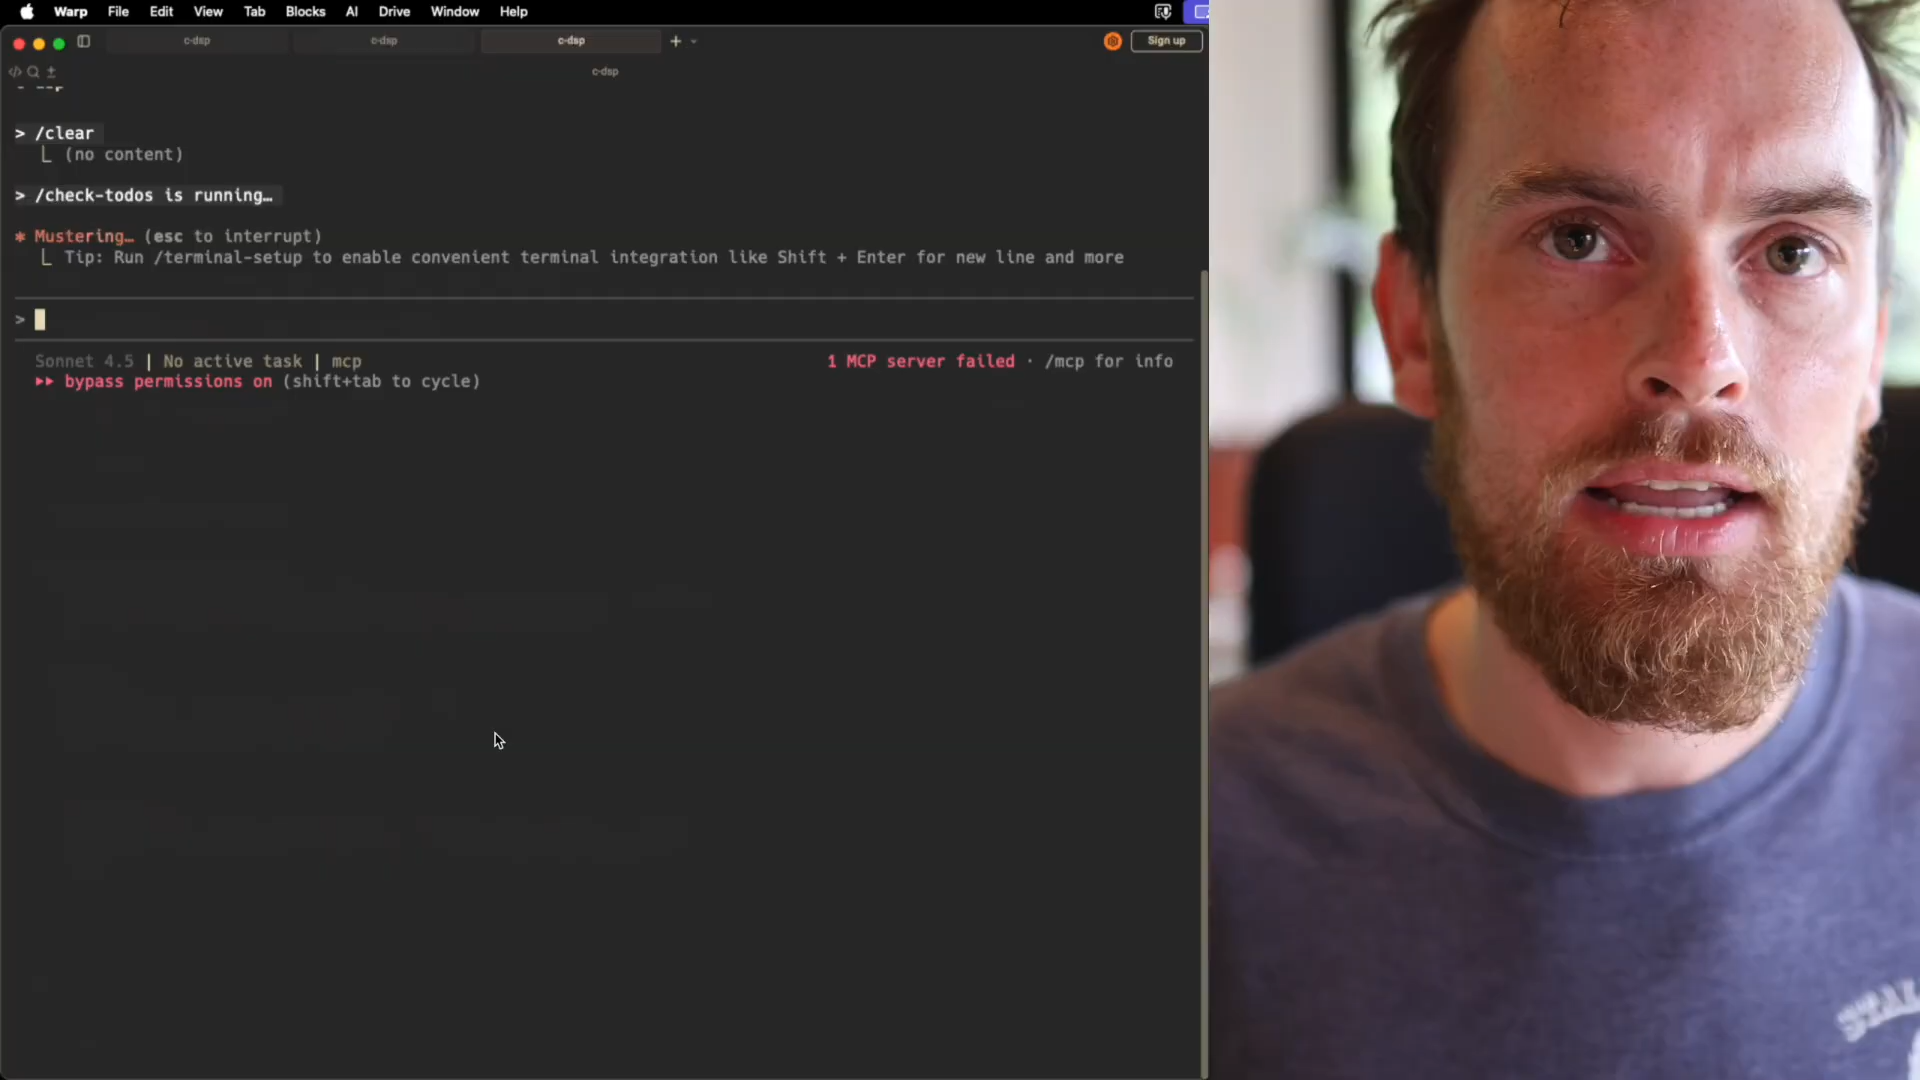 Warp File Edit View Tab Blocks AI Drive Window Help
c-dsp c-dsp c-dsp + Sign up
c-dsp
> /clear
(no content)
> /check-todos is running…
* Mustering… (esc to interrupt)
Tip: Run /terminal-setup to enable convenient terminal integration like Shift + Enter for new line and more
>
Sonnet 4.5 | No active task | mcp 1 MCP server failed · /mcp for info
bypass permissions on (shift+tab to cycle)